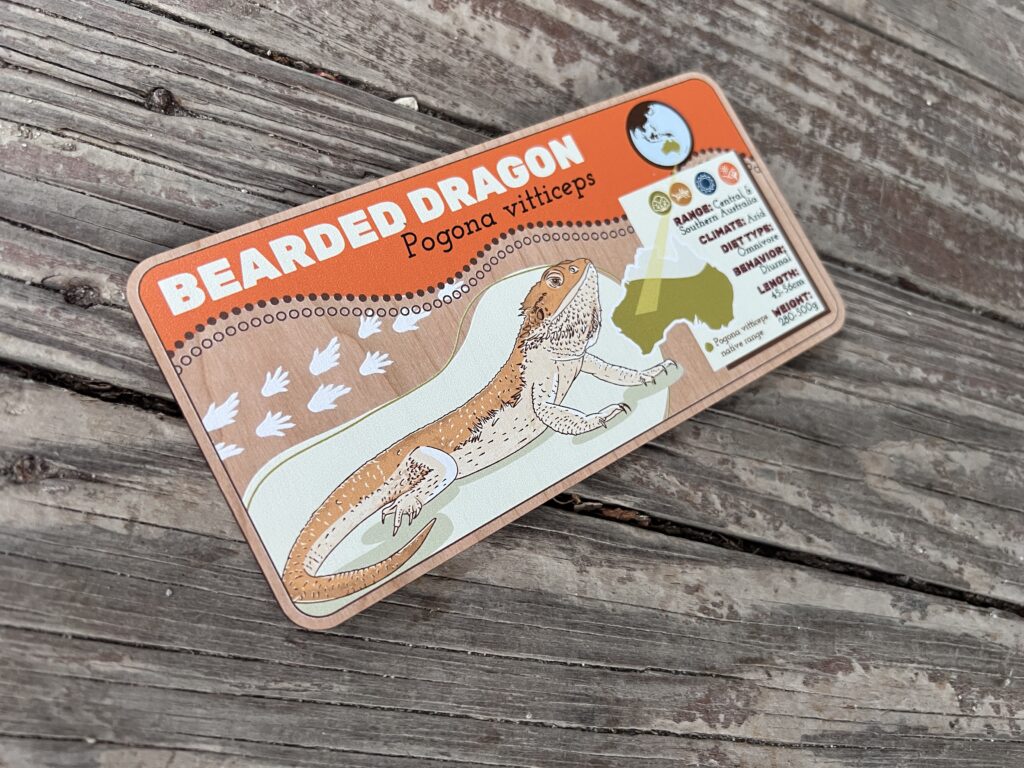 BEARDED DRAGON
Pogona vitticeps
RANGE: Central &
Southern Australia
CLIMATE: Arid
DIET TYPE:
Omnivore
BEHAVIOR:
Diurnal
LENGTH:
45-56cm
WEIGHT:
280-500g
Pogona vitticeps
native range